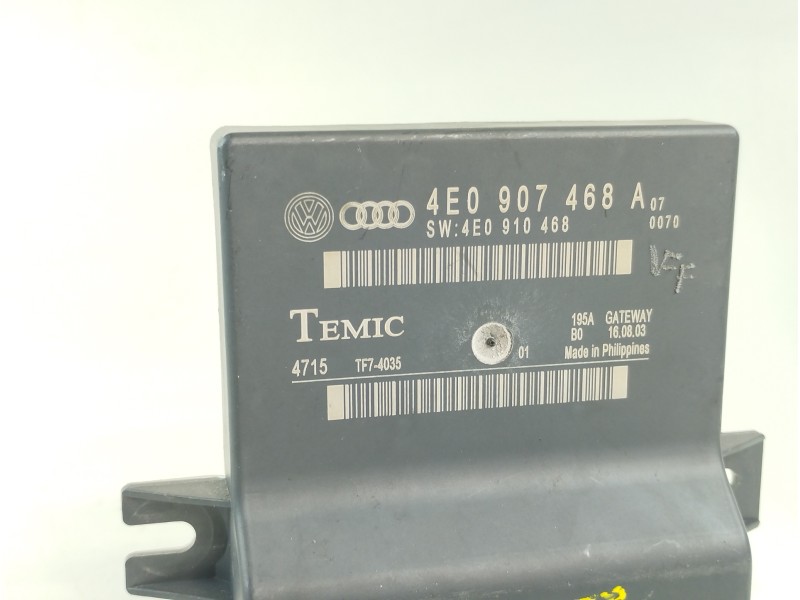 4E0 907 468 A 07
SW:4E0 910 468 0070
VF
TEMIC
195A GATEWAY
B0 16.08.03
4715 TF7-4035 01 Made in Philippines